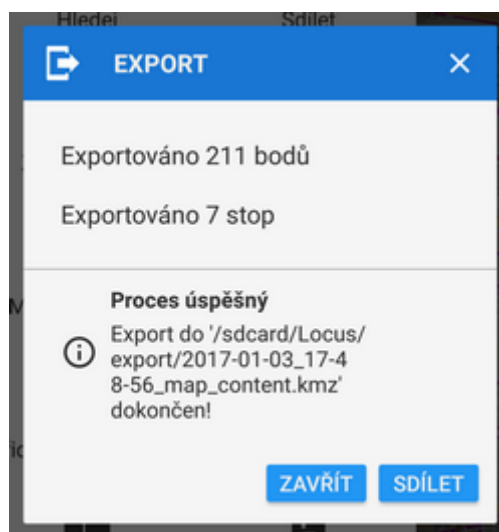 Hledej Sdílet
EXPORT
Exportováno 211 bodů
Exportováno 7 stop
Proces úspěšný
Export do '/sdcard/Locus/
export/2017-01-03_17-4
8-56_map_content.kmz'
dokončen!
ZAVŘÍT SDÍLET